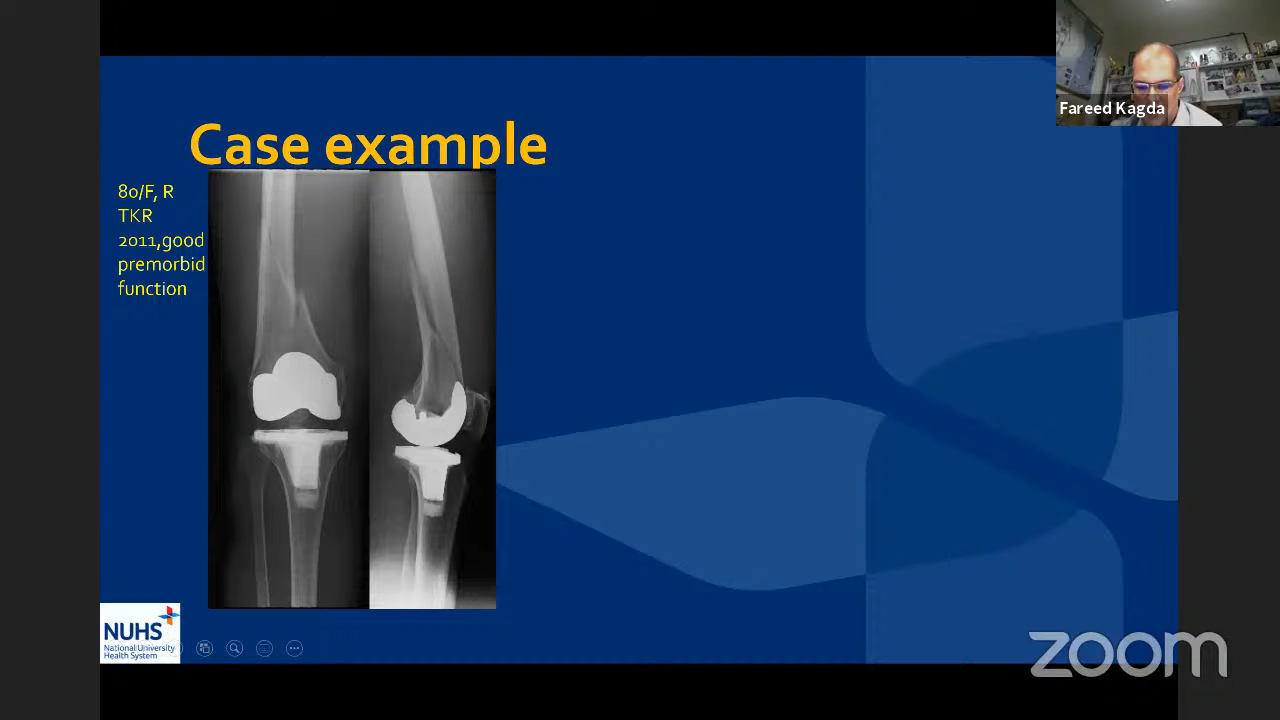 Fareed Kagda
Case example
80/F, R
TKR
2011,good
premorbid
function
NUHS
National University
Health System
zoom